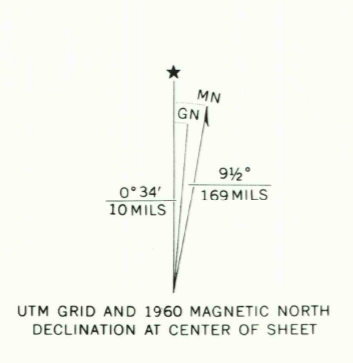 ★
MN
GN
9½°
169 MILS
0°34′
10 MILS
UTM GRID AND 1960 MAGNETIC NORTH
DECLINATION AT CENTER OF SHEET